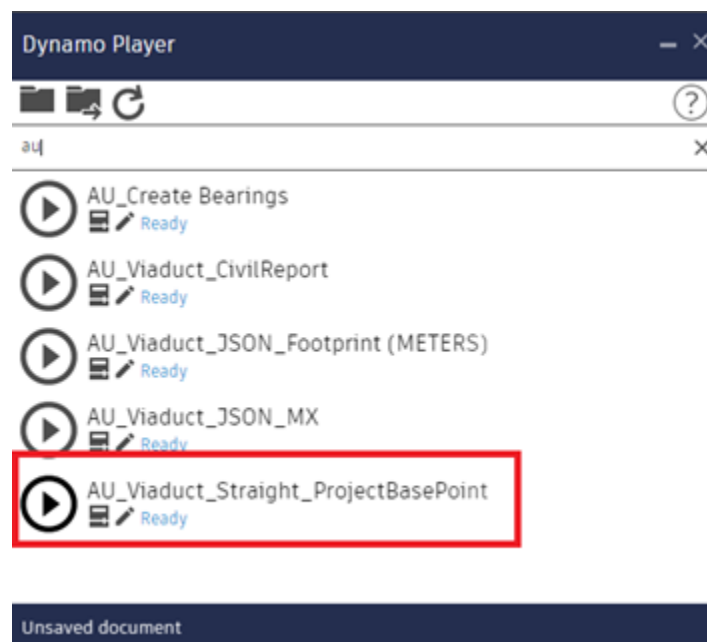 Dynamo Player
?
au
AU_Create Bearings
Ready
AU_Viaduct_CivilReport
Ready
AU_Viaduct_JSON_Footprint (METERS)
Ready
AU_Viaduct_JSON_MX
Ready
AU_Viaduct_Straight_ProjectBasePoint
Ready
Unsaved document